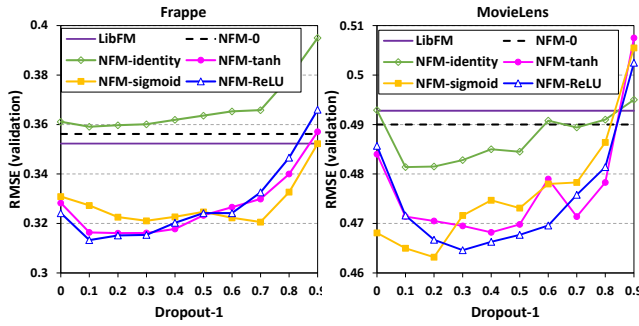 Frappe
0.4
0.38
0.36
0.34
0.32
0.3
RMSE (validation)
LibFM
NFM-0
NFM-identity
NFM-tanh
NFM-sigmoid
NFM-ReLU
0 0.1 0.2 0.3 0.4 0.5 0.6 0.7 0.8 0.9
Dropout-1
MovieLens
0.51
0.5
0.49
0.48
0.47
0.46
RMSE (validation)
LibFM
NFM-0
NFM-identity
NFM-tanh
NFM-sigmoid
NFM-ReLU
0 0.1 0.2 0.3 0.4 0.5 0.6 0.7 0.8 0.9
Dropout-1